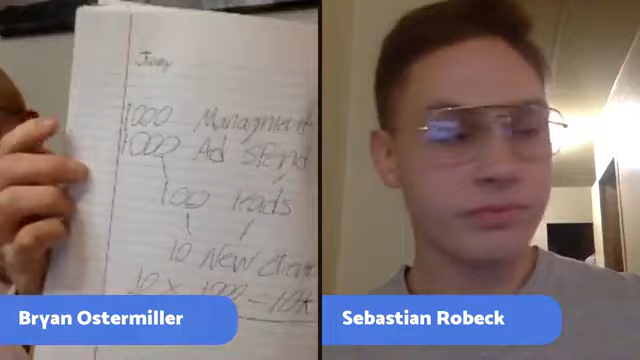 1000 Managment
1000 Ad Spend
100 leads
10 New
10 x 1000 - 10k
Bryan Ostermiller
Sebastian Robeck